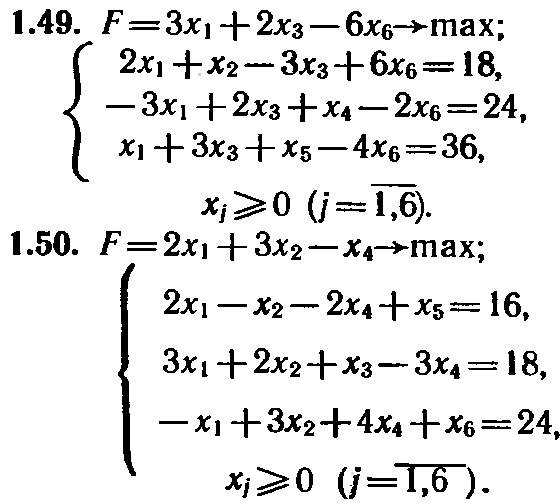 1.49. F=3x₁+2x₃−6x₆→max;
2x₁+x₂−3x₃+6x₆=18,
−3x₁+2x₃+x₄−2x₆=24,
x₁+3x₃+x₅−4x₆=36,
xⱼ⩾0 (j=1,6).
1.50. F=2x₁+3x₂−x₄→max;
2x₁−x₂−2x₄+x₅=16,
3x₁+2x₂+x₃−3x₄=18,
−x₁+3x₂+4x₄+x₆=24,
xⱼ⩾0 (j=1,6).